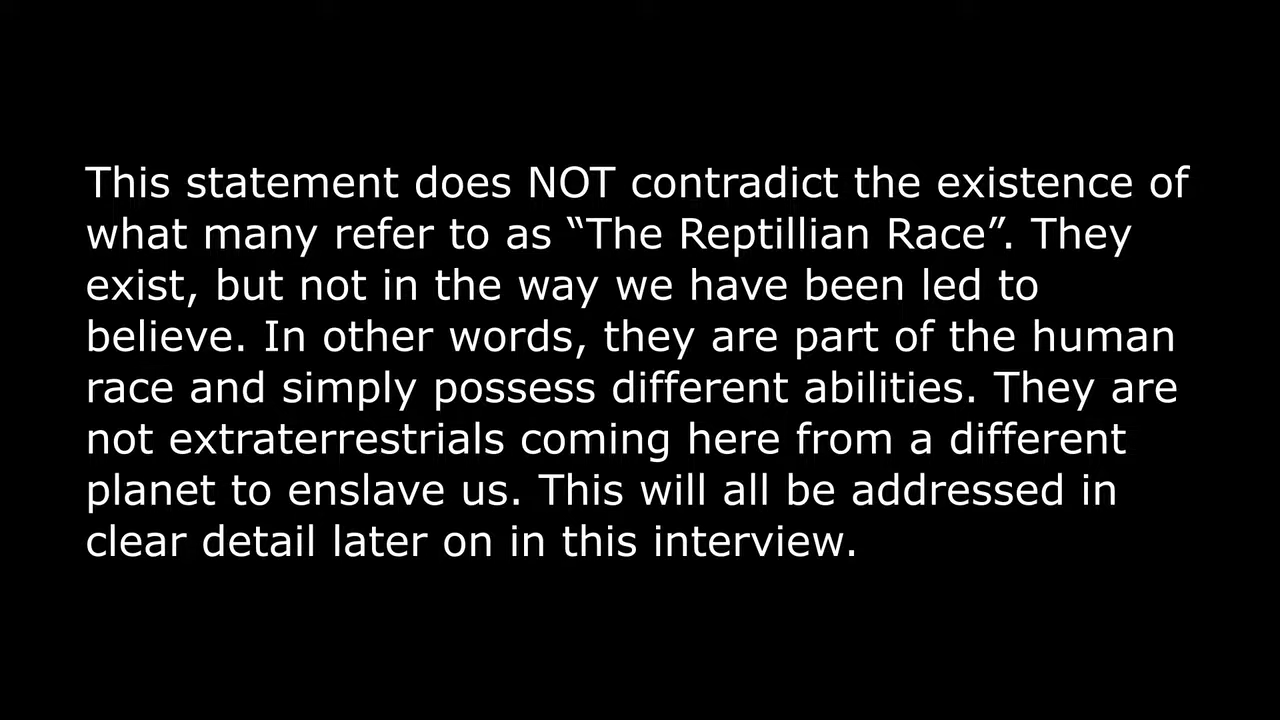 This statement does NOT contradict the existence of
what many refer to as “The Reptillian Race”. They
exist, but not in the way we have been led to
believe. In other words, they are part of the human
race and simply possess different abilities. They are
not extraterrestrials coming here from a different
planet to enslave us. This will all be addressed in
clear detail later on in this interview.